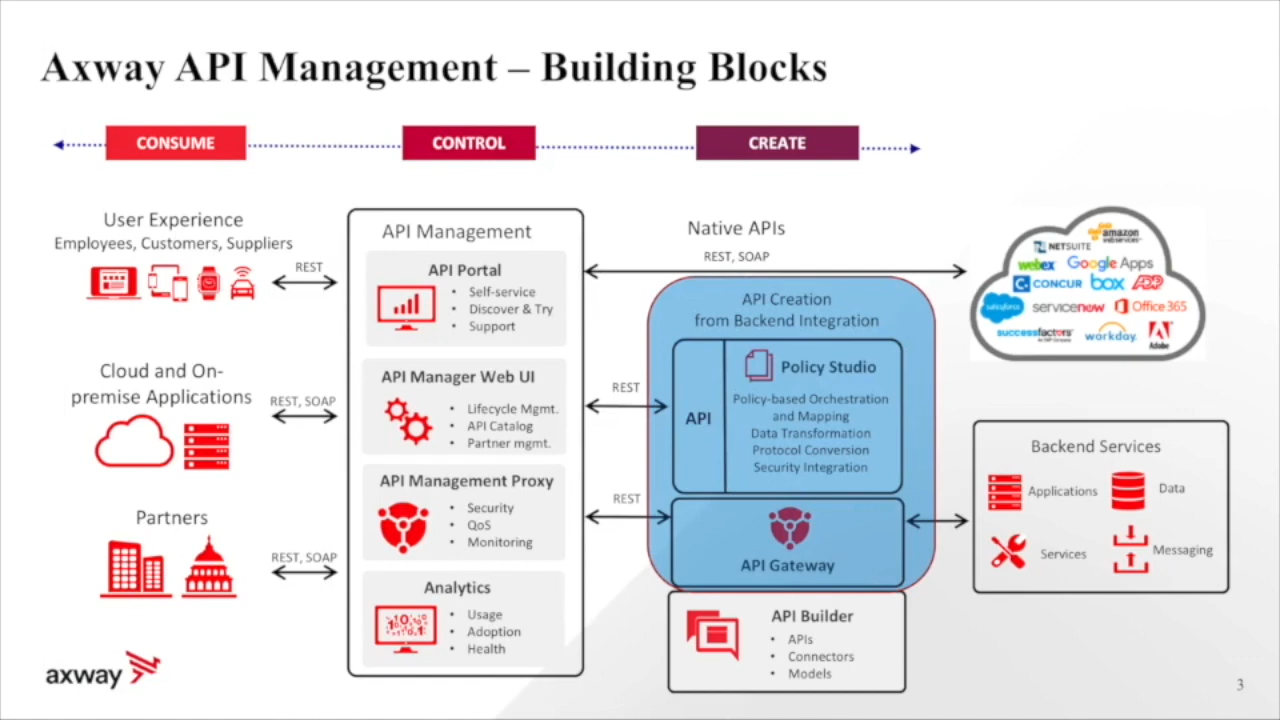 Axway API Management – Building Blocks
CONSUME
CONTROL
CREATE
User Experience
Employees, Customers, Suppliers
REST
Cloud and On-
premise Applications
REST, SOAP
Partners
REST, SOAP
axway
API Management
API Portal
• Self-service
• Discover & Try
• Support
API Manager Web UI
• Lifecycle Mgmt.
• API Catalog
• Partner mgmt.
API Management Proxy
• Security
• QoS
• Monitoring
Analytics
• Usage
• Adoption
• Health
Native APIs
REST, SOAP
REST
REST
API Creation
from Backend Integration
API
Policy Studio
Policy-based Orchestration
and Mapping
Data Transformation
Protocol Conversion
Security Integration
API Gateway
API Builder
• APIs
• Connectors
• Models
amazon
webservices
NETSUITE
webex
Google Apps
CONCUR
box
ADP
salesforce
servicenow
Office 365
successfactors
workday.
Adobe
Backend Services
Applications
Data
Services
Messaging
3